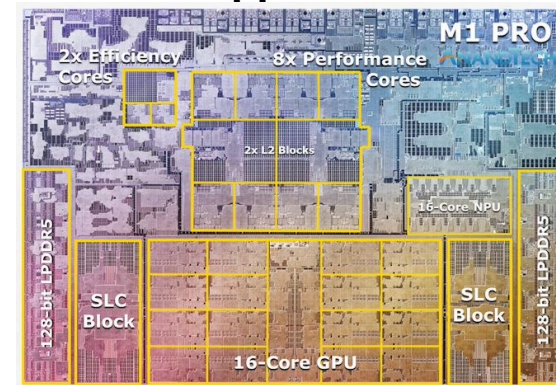 M1 PRO
ANANDTECH
2x Efficiency
Cores
8x Performance
Cores
2x L2 Blocks
16-Core NPU
128-bit LPDDR5
128-bit LPDDR5
SLC
Block
SLC
Block
16-Core GPU